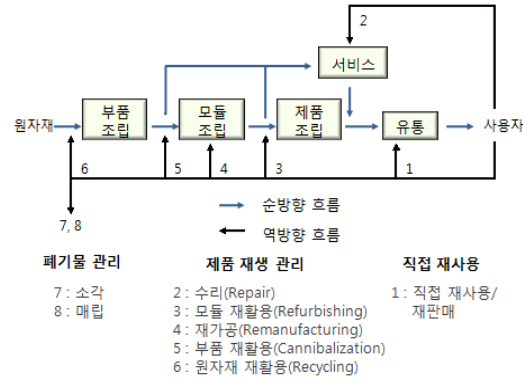 2
서비스
부품
조립
모듈
조립
제품
조립
원자재
유통
사용자
6
5
4
3
1
7, 8
순방향 흐름
역방향 흐름
폐기물 관리
제품 재생 관리
직접 재사용
7 : 소각
8 : 매립
2 : 수리(Repair)
3 : 모듈 재활용(Refurbishing)
4 : 재가공(Remanufacturing)
5 : 부품 재활용(Cannibalization)
6 : 원자재 재활용(Recycling)
1 : 직접 재사용/
재판매